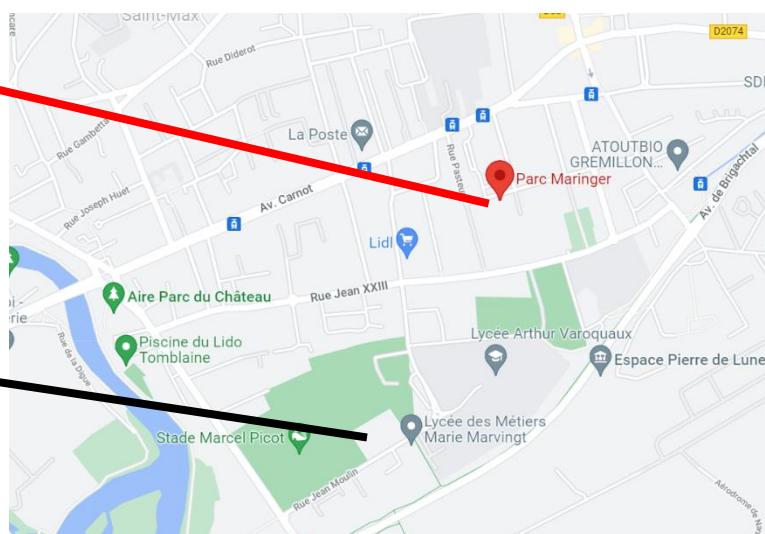 Saint-Max
D2074
Rue Diderot
Rue Gambetta
La Poste
Rue Pasteur
ATOUTBIO
GREMILLON...
Parc Maringer
Av. de Brigachtal
Rue Joseph Huet
Av. Carnot
Lidl
Aire Parc du Château
Rue Jean XXIII
Rue de la Digue
Piscine du Lido
Tomblaine
Lycée Arthur Varoquaux
Espace Pierre de Lune
Lycée des Métiers
Marie Marvingt
Stade Marcel Picot
Rue Jean Moulin